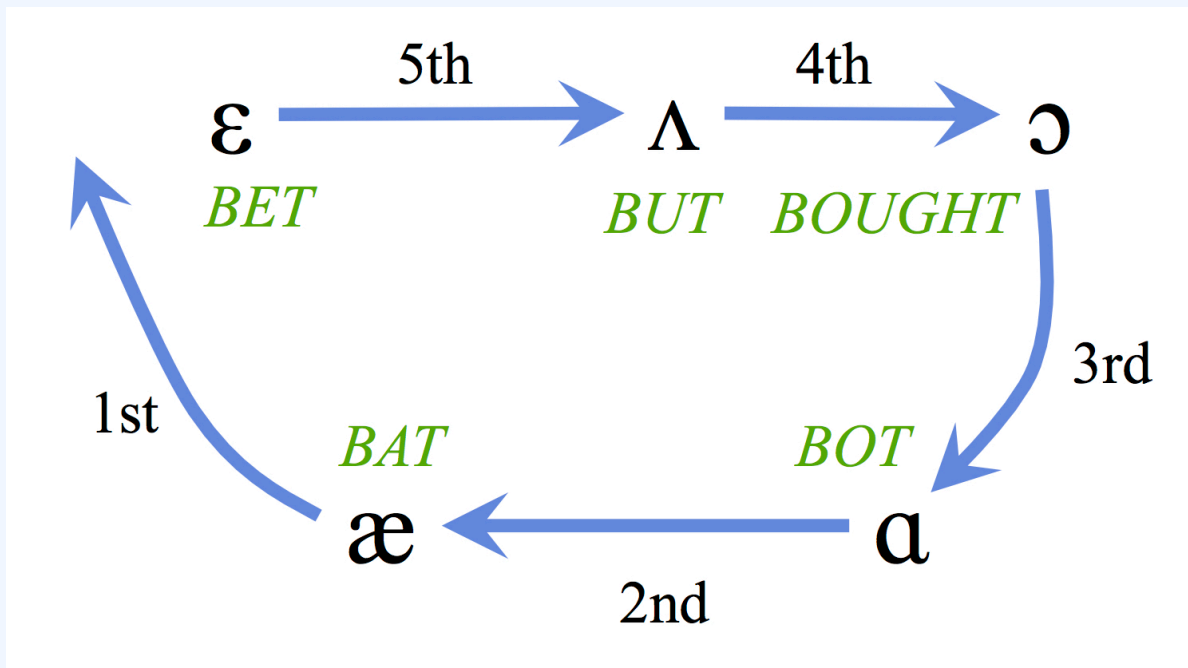 5th 4th
ɛ ʌ ɔ
BET BUT BOUGHT
3rd
1st
BAT BOT
æ ɑ
2nd